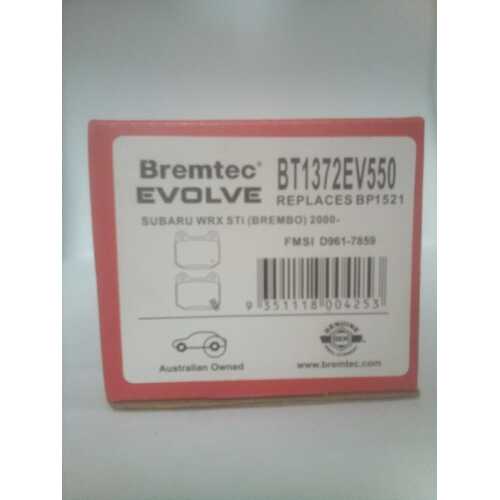 Bremtec®
EVOLVE
BT1372EV550
REPLACES BP1521
SUBARU WRX STi (BREMBO) 2000-
FMSI D961-7859
9 351118 004253
GENUINE
Australian Owned
www.bremtec.com